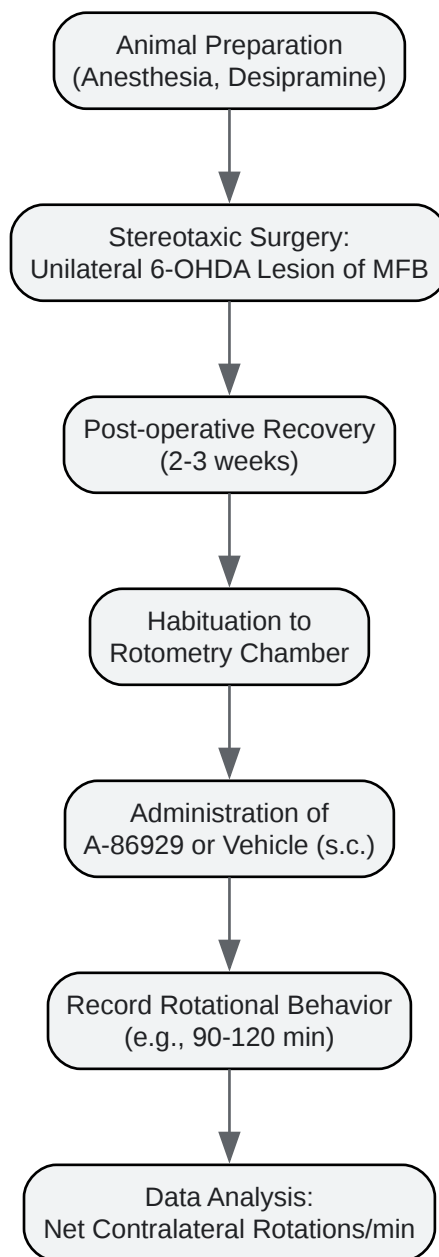 Animal Preparation
(Anesthesia, Desipramine)
Stereotaxic Surgery:
Unilateral 6-OHDA Lesion of MFB
Post-operative Recovery
(2-3 weeks)
Habituation to
Rotometry Chamber
Administration of
A-86929 or Vehicle (s.c.)
Record Rotational Behavior
(e.g., 90-120 min)
Data Analysis:
Net Contralateral Rotations/min